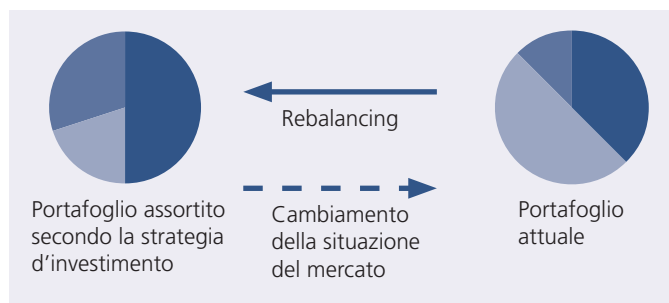 Rebalancing
Portafoglio assortito
secondo la strategia
d'investimento
Cambiamento
della situazione
del mercato
Portafoglio
attuale